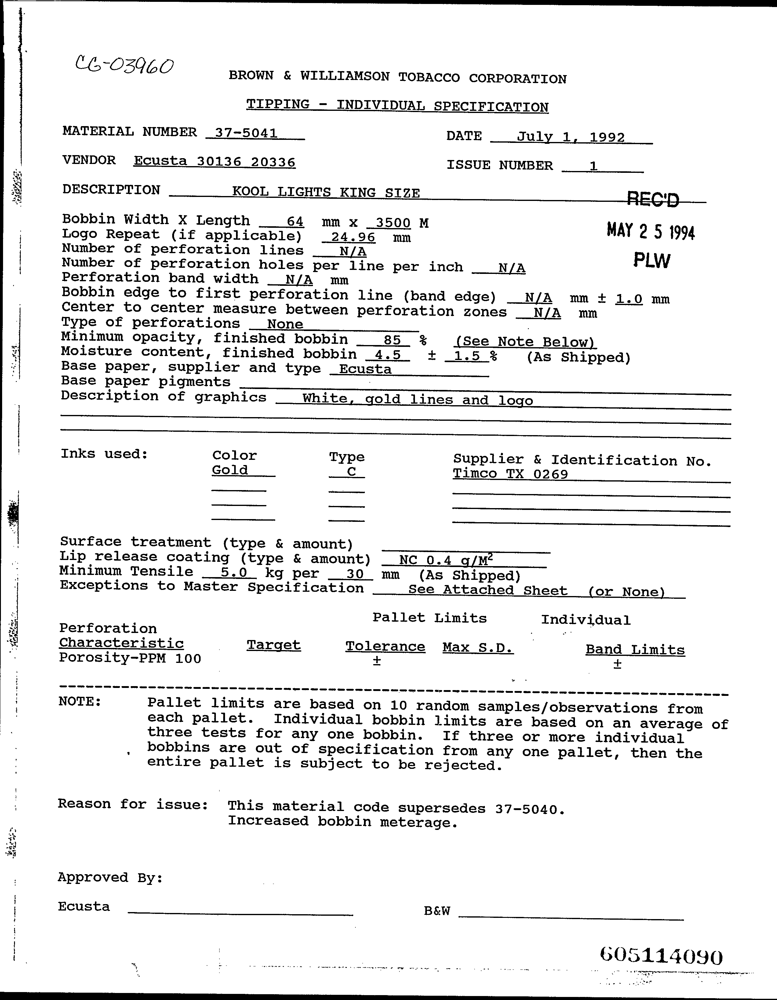 CG-03960
BROWN & WILLIAMSON TOBACCO CORPORATION
TIPPING - INDIVIDUAL SPECIFICATION
MATERIAL NUMBER 37-5041 DATE July 1, 1992
VENDOR Ecusta 30136 20336 ISSUE NUMBER 1
DESCRIPTION KOOL LIGHTS KING SIZE
REC'D
MAY 25 1994
PLW
Bobbin Width X Length 64 mm x 3500 M
Logo Repeat (if applicable) 24.96 mm
Number of perforation lines N/A
Number of perforation holes per line per inch N/A
Perforation band width N/A mm
Bobbin edge to first perforation line (band edge) N/A mm ± 1.0 mm
Center to center measure between perforation zones N/A mm
Type of perforations None
Minimum opacity, finished bobbin 85 % (See Note Below)
Moisture content, finished bobbin 4.5 ± 1.5 % (As Shipped)
Base paper, supplier and type Ecusta
Base paper pigments
Description of graphics White, gold lines and logo
Inks used: Color Type Supplier & Identification No.
Gold C Timco TX 0269
Surface treatment (type & amount)
Lip release coating (type & amount) NC 0.4 g/M²
Minimum Tensile 5.0 kg per 30 mm (As Shipped)
Exceptions to Master Specification See Attached Sheet (or None)
Pallet Limits Individual
Perforation
Characteristic Target Tolerance Max S.D. Band Limits
Porosity-PPM 100 ± ±
NOTE: Pallet limits are based on 10 random samples/observations from
each pallet. Individual bobbin limits are based on an average of
three tests for any one bobbin. If three or more individual
bobbins are out of specification from any one pallet, then the
entire pallet is subject to be rejected.
Reason for issue: This material code supersedes 37-5040.
Increased bobbin meterage.
Approved By:
Ecusta B&W
605114090